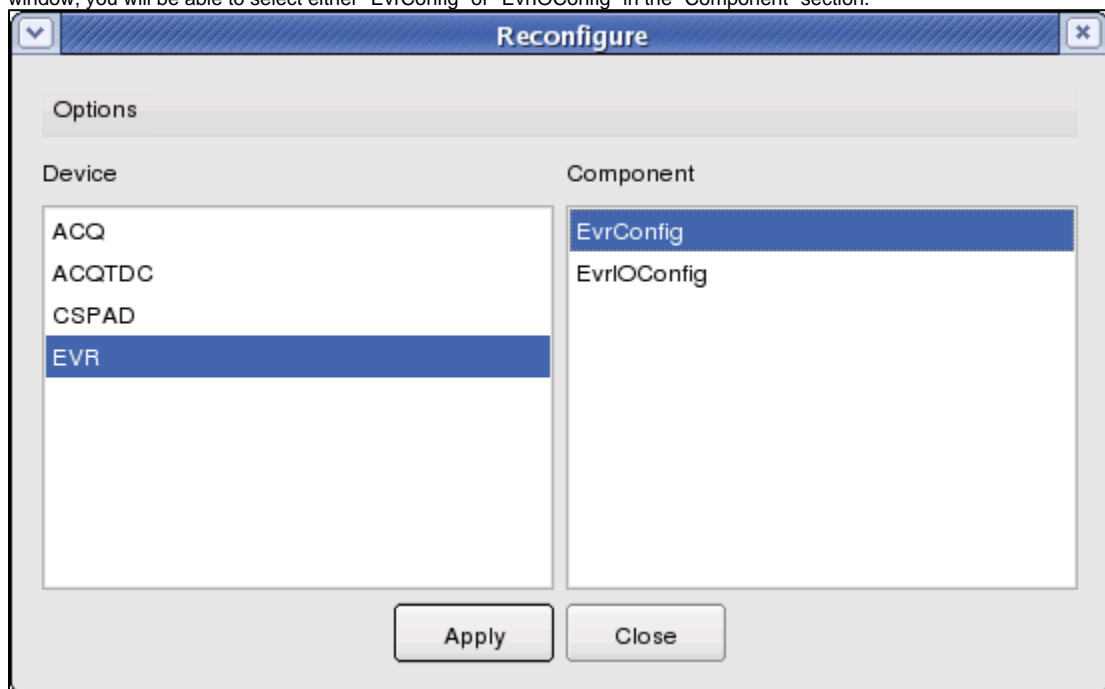 window, you will be able to select either "EvrConfig" or "EvrIOConfig" in the "Component" section.
Reconfigure
Options
Device
Component
ACQ
ACQTDC
CSPAD
EVR
EvrConfig
EvrIOConfig
Apply
Close